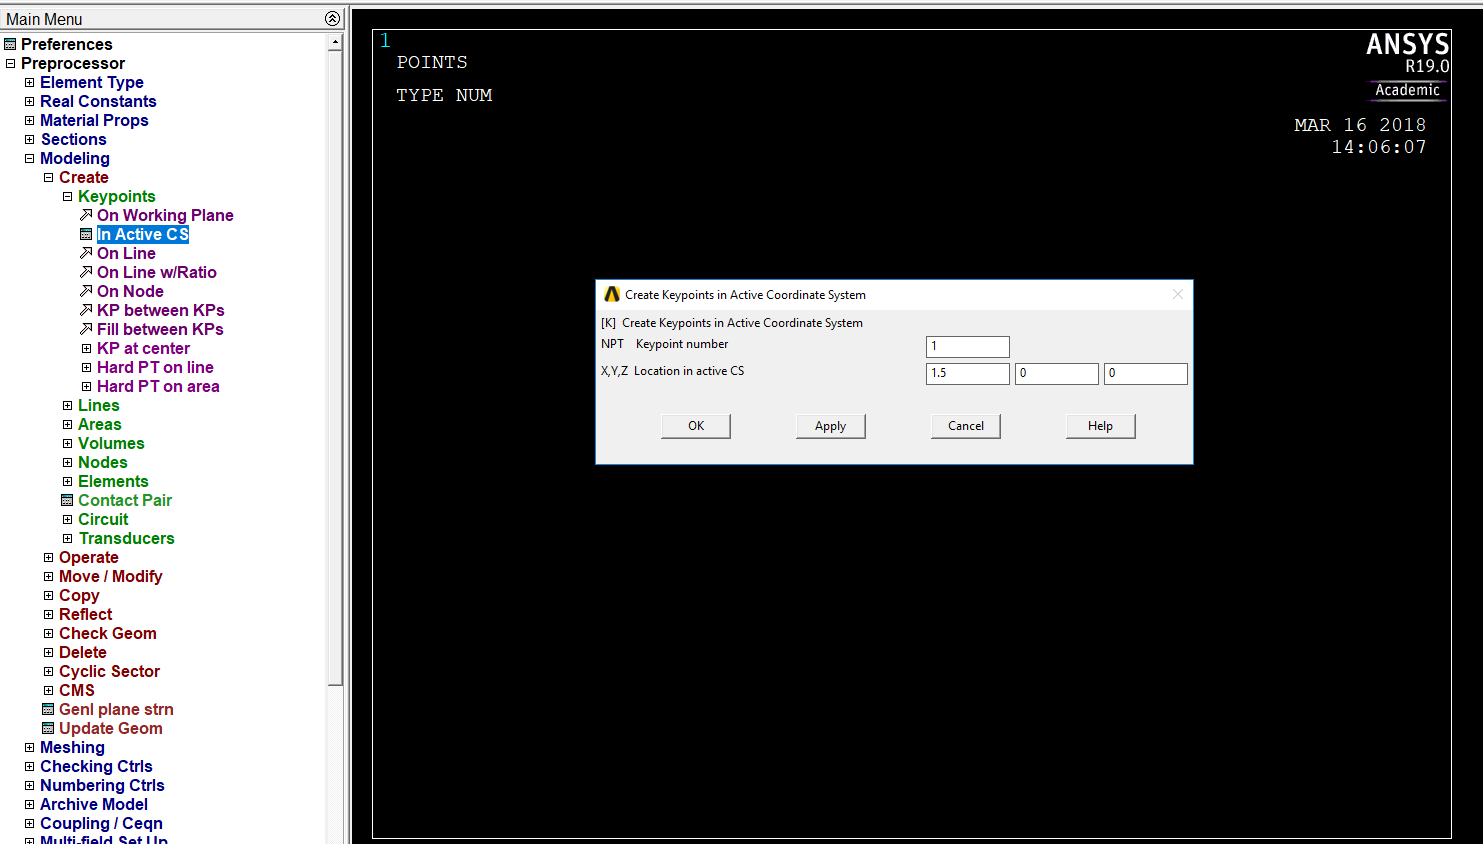 Main Menu
Preferences
Preprocessor
Element Type
Real Constants
Material Props
Sections
Modeling
Create
Keypoints
On Working Plane
In Active CS
On Line
On Line w/Ratio
On Node
KP between KPs
Fill between KPs
KP at center
Hard PT on line
Hard PT on area
Lines
Areas
Volumes
Nodes
Elements
Contact Pair
Circuit
Transducers
Operate
Move / Modify
Copy
Reflect
Check Geom
Delete
Cyclic Sector
CMS
Genl plane strn
Update Geom
Meshing
Checking Ctrls
Numbering Ctrls
Archive Model
Coupling / Ceqn
Multi-field Set Up
1
POINTS
TYPE NUM
ANSYS
R19.0
Academic
MAR 16 2018
14:06:07
Create Keypoints in Active Coordinate System
[K] Create Keypoints in Active Coordinate System
NPT Keypoint number 1
X,Y,Z Location in active CS 1.5 0 0
OK Apply Cancel Help